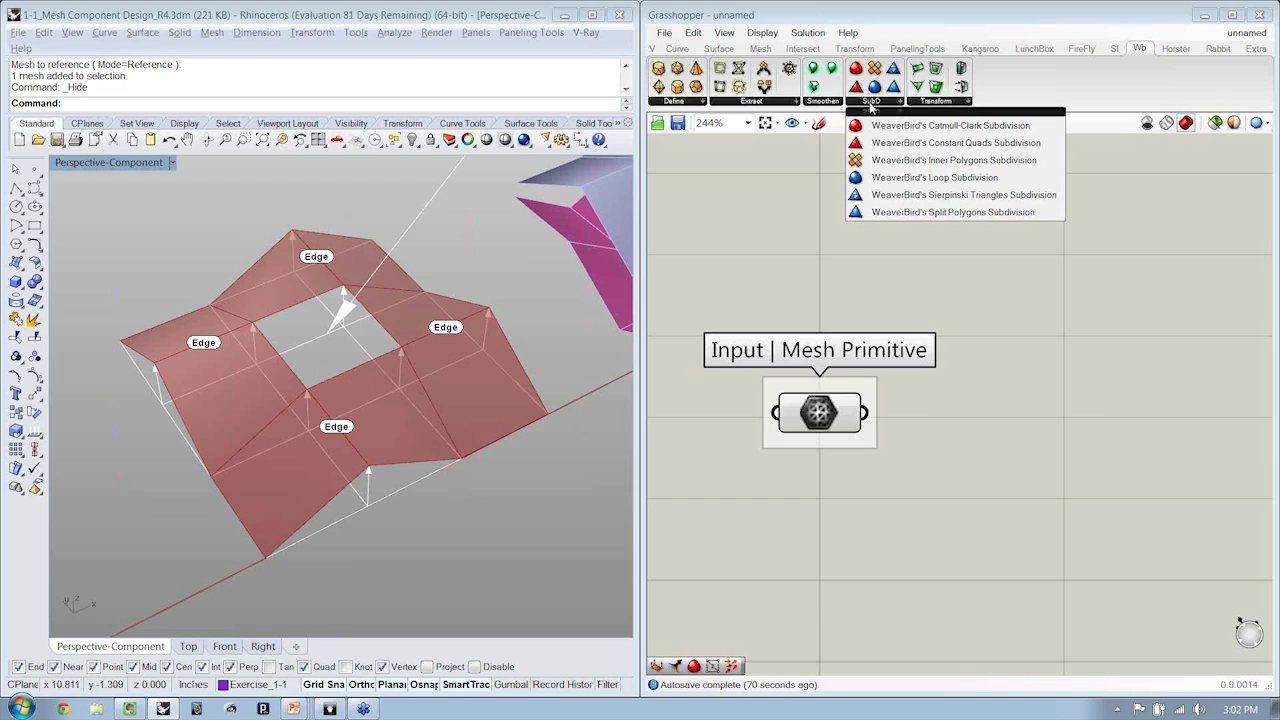 1-1_Mesh Component Design_R4.3dm (221 KB) - Rhinoceros (Evaluation 81 Days Remaining) (64-bit) - [Perspective-C...
File Edit View Curve Surface Solid Mesh Dimension Transform Tools Analyze Render Panels Paneling Tools V-Ray
Help
Mesh to reference ( Mode=Reference ):
1 mesh added to selection.
Command: _Hide
Command:
Standard CPlanes Set View Display Select Viewport Layout Visibility Transform Curve Tools Surface Tools Solid Too
Perspective-Component
Edge
Edge
Edge
Edge
z
y
x
Perspective-Component Top Front Right
End Near Point Mid Cen Int Perp Tan Quad Knot Vertex Project Disable
CPlane x 10.811 y -1.309 z 0.000 Inches Exercise_1-1 Grid Sna Ortho Planar Osnap SmartTrac Gumbal Record Histor Filter
Grasshopper - unnamed
File Edit View Display Solution Help
unnamed
V Curve Surface Mesh Intersect Transform PanelingTools Kangaroo LunchBox FireFly SI Wb Horster Rabbit Extra
Define Extract Smoothen SubD Transform
244%
WeaverBird's Catmull-Clark Subdivision
WeaverBird's Constant Quads Subdivision
WeaverBird's Inner Polygons Subdivision
WeaverBird's Loop Subdivision
WeaverBird's Sierpinski Triangles Subdivision
WeaverBird's Split Polygons Subdivision
Input | Mesh Primitive
Autosave complete (70 seconds ago)
0.9.0014
3:02 PM